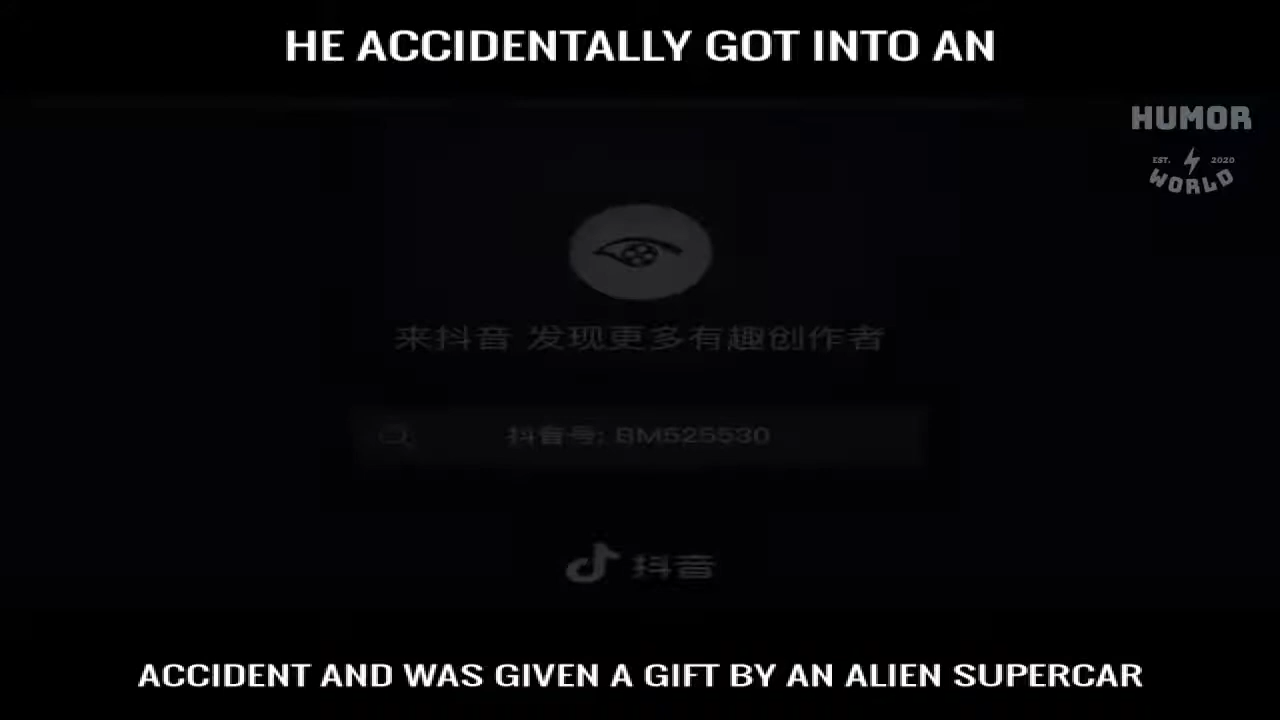 HE ACCIDENTALLY GOT INTO AN
HUMOR
EST. 2020
WORLD
来抖音 发现更多有趣创作者
抖音号: BM525530
抖音
ACCIDENT AND WAS GIVEN A GIFT BY AN ALIEN SUPERCAR